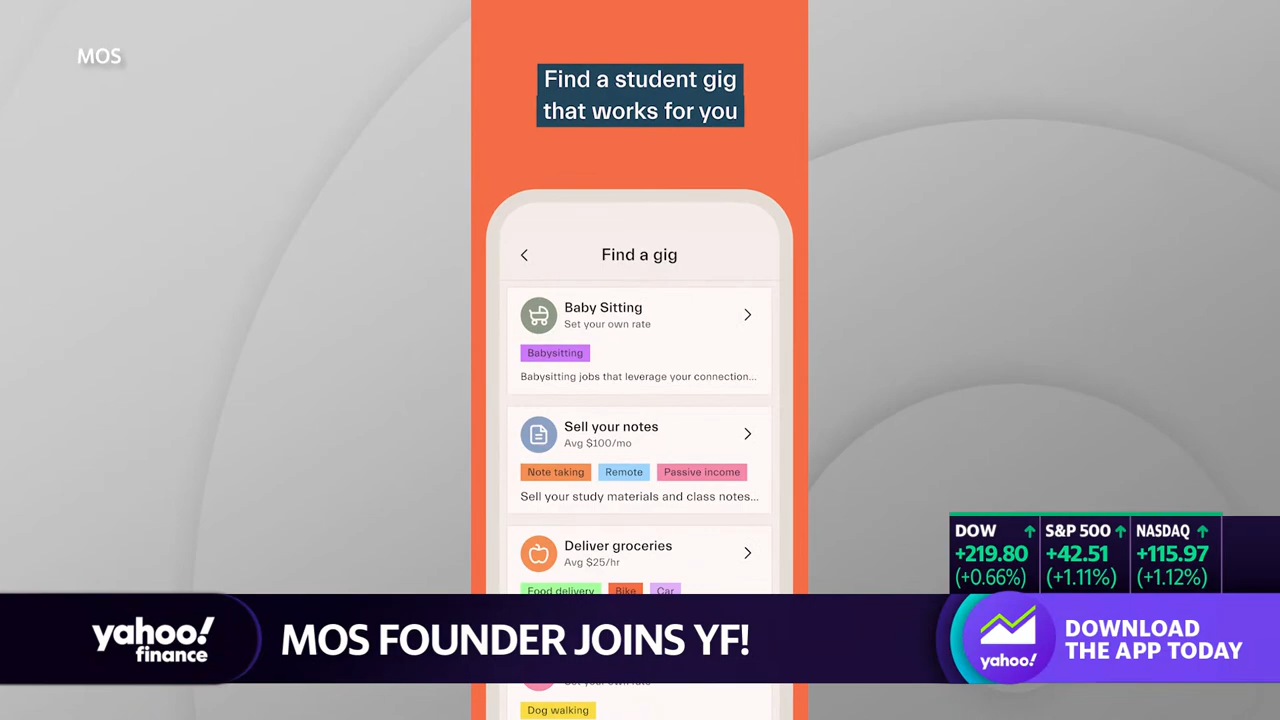 MOS
Find a student gig
that works for you
Find a gig
Baby Sitting
Set your own rate
Babysitting
Babysitting jobs that leverage your connection...
Sell your notes
Avg $100/mo
Note taking Remote Passive income
Sell your study materials and class notes...
Deliver groceries
Avg $25/hr
Food delivery Bike Car
Set your own rate
Dog walking
DOW S&P 500 NASDAQ
+219.80 +42.51 +115.97
(+0.66%) (+1.11%) (+1.12%)
yahoo!
finance
MOS FOUNDER JOINS YF!
yahoo!
DOWNLOAD
THE APP TODAY